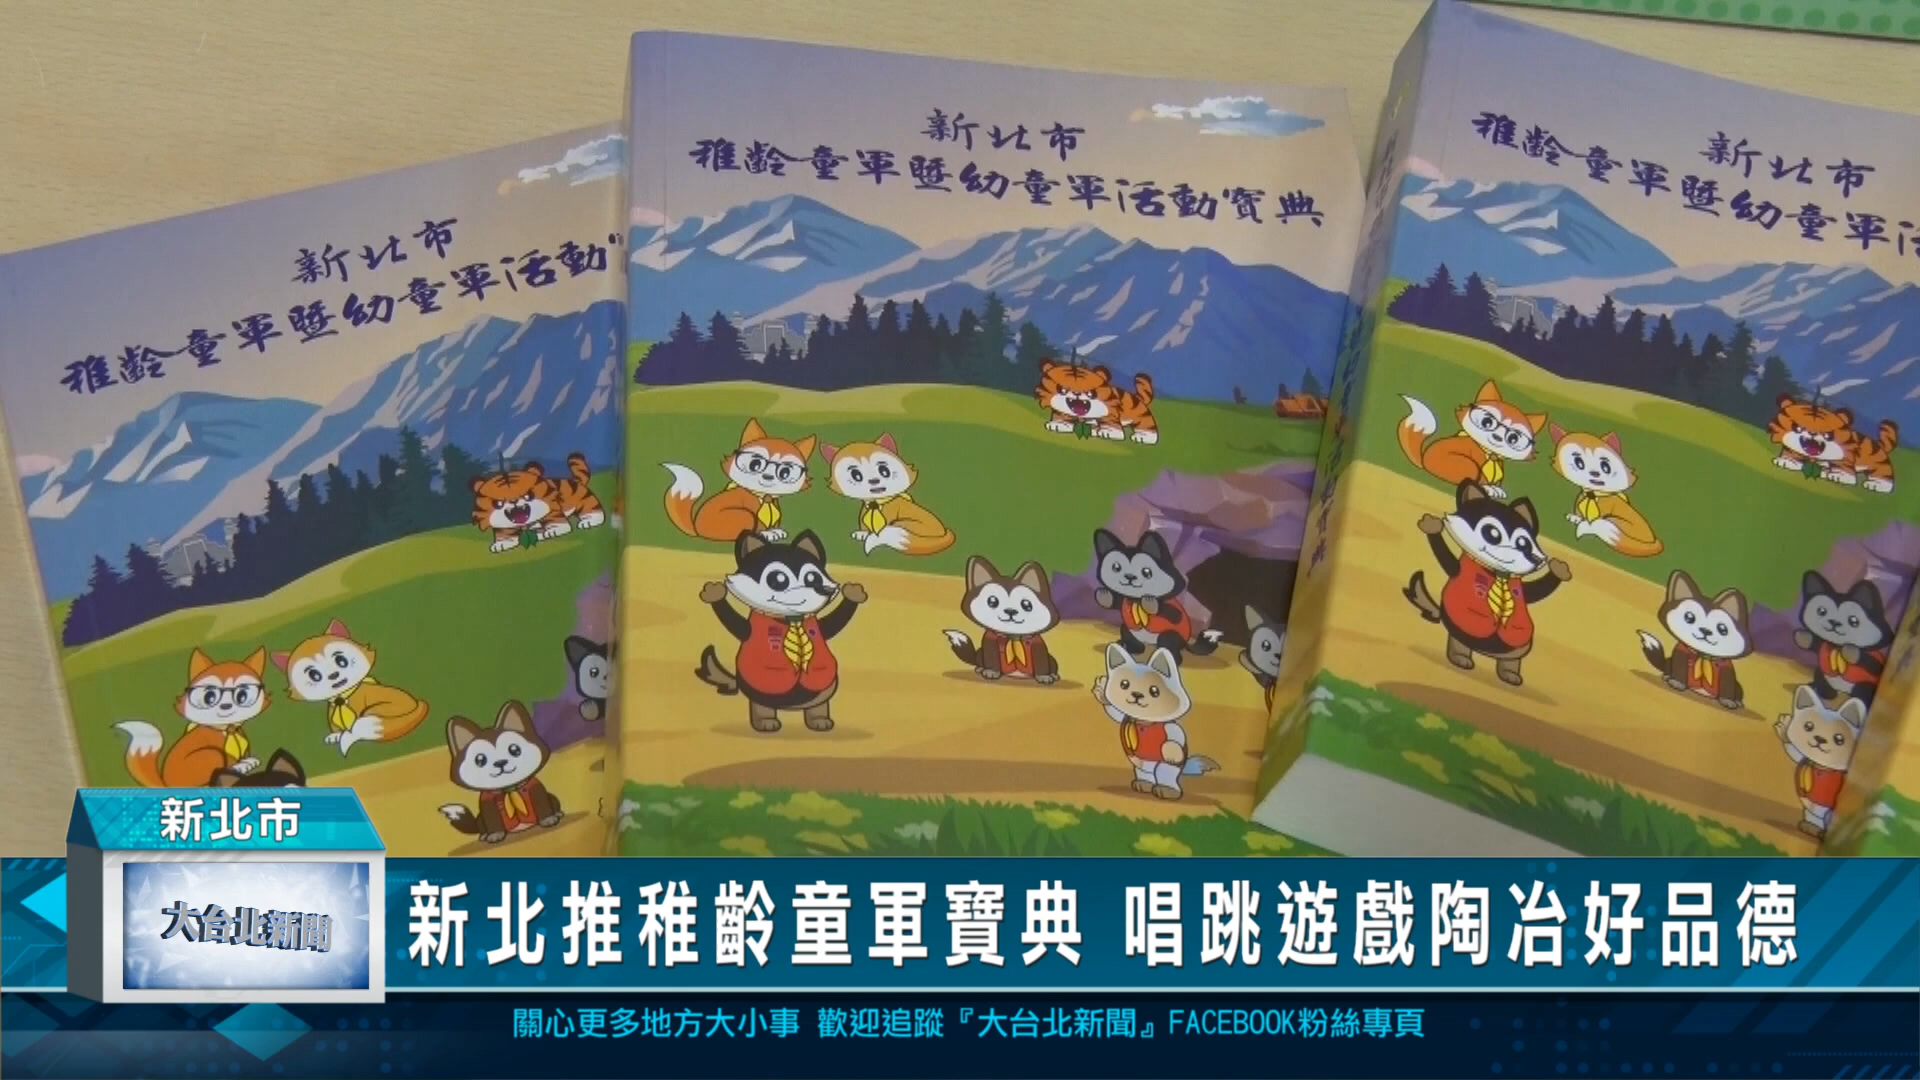 新北市
稚齡童軍暨幼童軍活動
新北市
稚齡童軍暨幼童軍活動寶典
新北市
稚齡童軍暨幼童軍活
新北市
大台北新聞
新北推稚齡童軍寶典 唱跳遊戲陶冶好品德
關心更多地方大小事 歡迎追蹤『大台北新聞』FACEBOOK粉絲專頁